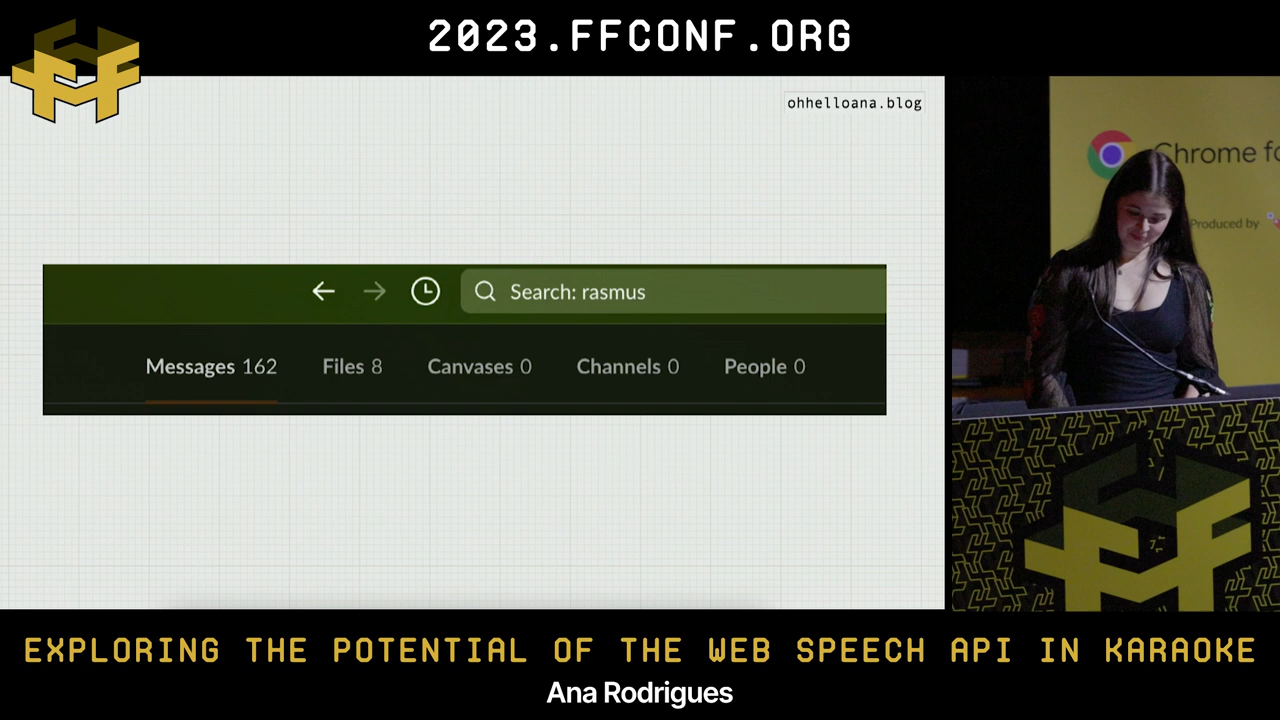 2023.FFCONF.ORG
ohhelloana.blog
Search: rasmus
Messages 162 Files 8 Canvases 0 Channels 0 People 0
Chrome fo
Produced by
EXPLORING THE POTENTIAL OF THE WEB SPEECH API IN KARAOKE
Ana Rodrigues